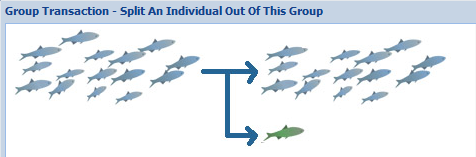 Group Transaction - Split An Individual Out Of This Group